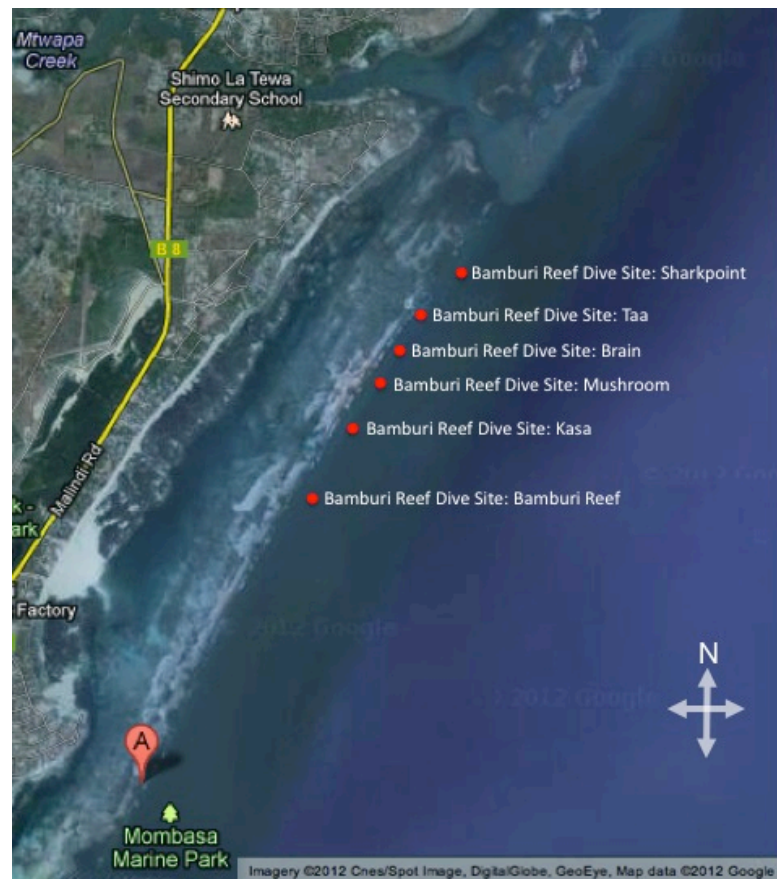 Mtwapa
Creek
Shimo La Tewa
Secondary School
B 8
Bamburi Reef Dive Site: Sharkpoint
Bamburi Reef Dive Site: Taa
Bamburi Reef Dive Site: Brain
Bamburi Reef Dive Site: Mushroom
Bamburi Reef Dive Site: Kasa
Malindi Rd
Bamburi Reef Dive Site: Bamburi Reef
Factory
N
A
Mombasa
Marine Park
Imagery ©2012 Cnes/Spot Image, DigitalGlobe, GeoEye, Map data ©2012 Google